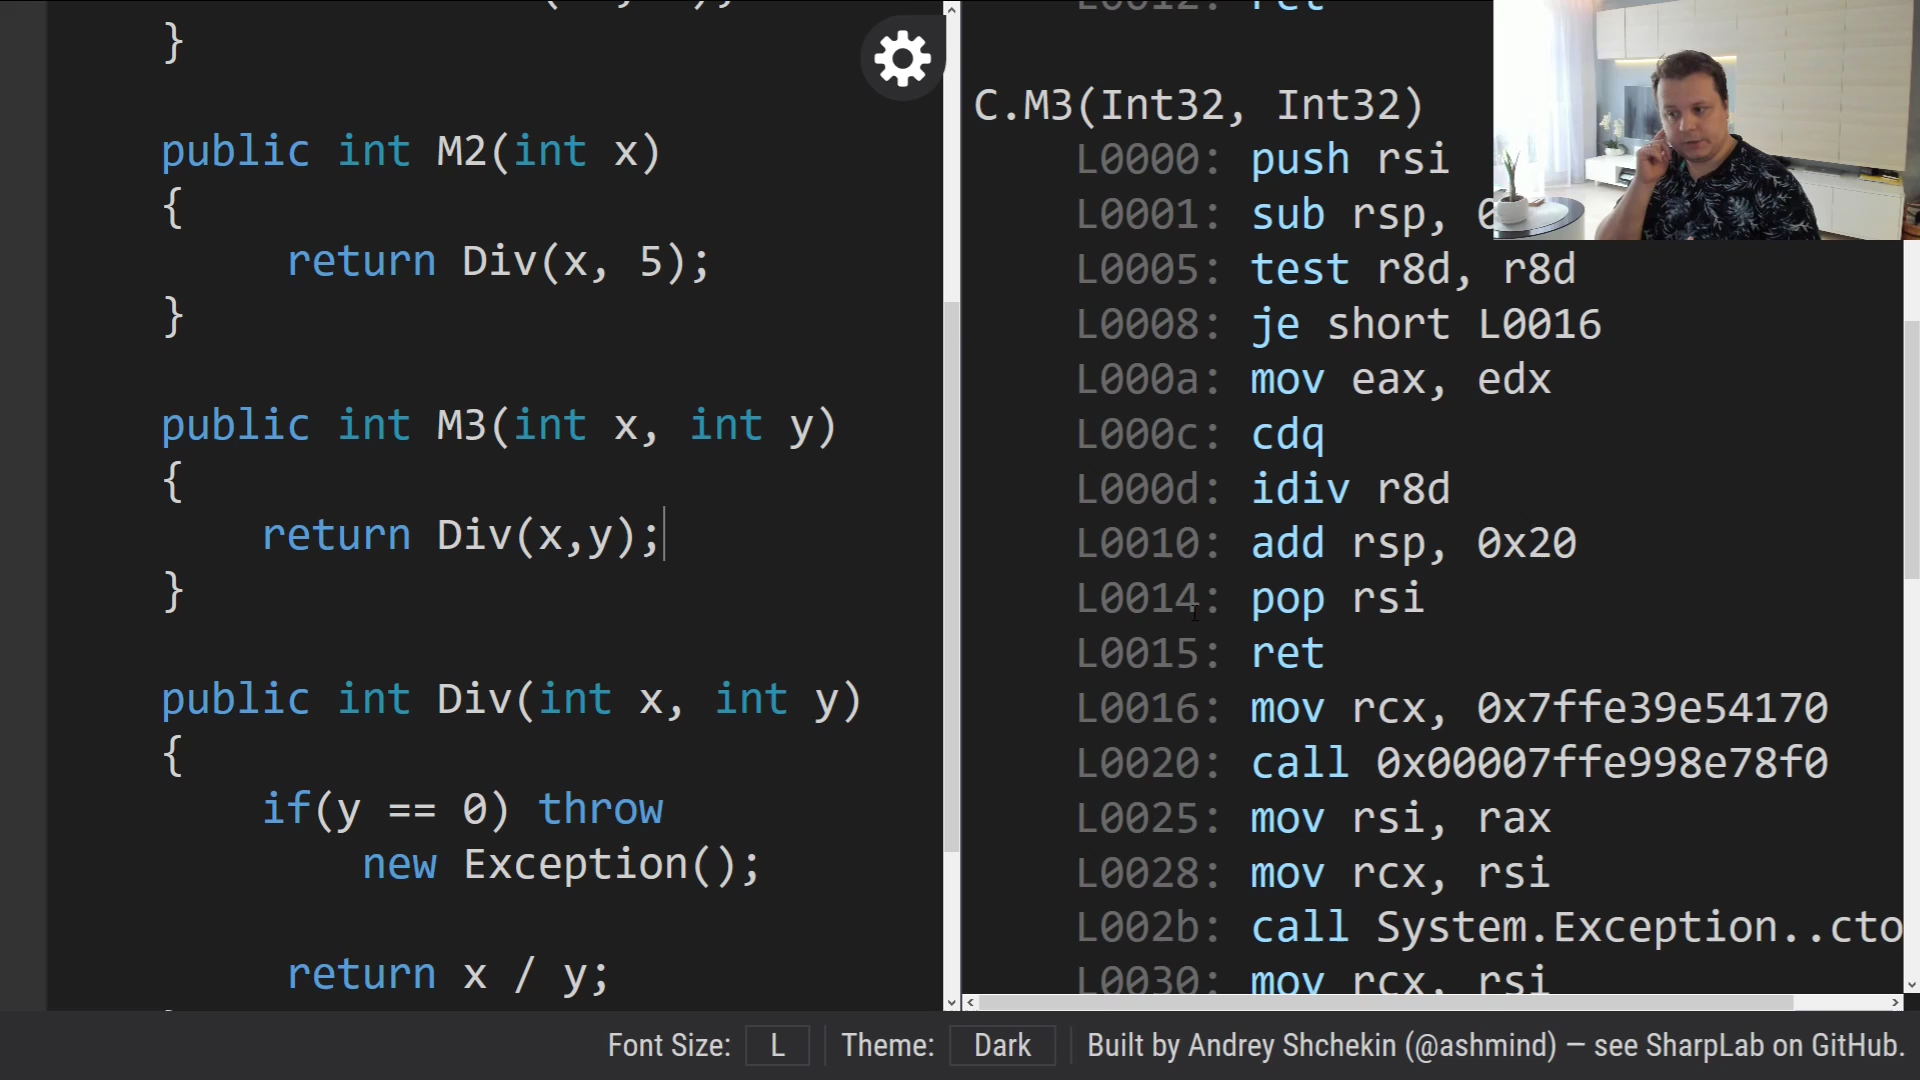 }
public int M2(int x)
{
return Div(x, 5);
}
public int M3(int x, int y)
{
return Div(x,y);
}
public int Div(int x, int y)
{
if(y == 0) throw
new Exception();
return x / y;
C.M3(Int32, Int32)
L0000: push rsi
L0001: sub rsp,
L0005: test r8d, r8d
L0008: je short L0016
L000a: mov eax, edx
L000c: cdq
L000d: idiv r8d
L0010: add rsp, 0x20
L0014: pop rsi
L0015: ret
L0016: mov rcx, 0x7ffe39e54170
L0020: call 0x00007ffe998e78f0
L0025: mov rsi, rax
L0028: mov rcx, rsi
L002b: call System.Exception..cto
L0030: mov rcx, rsi
Font Size: L Theme: Dark Built by Andrey Shchekin (@ashmind) — see SharpLab on GitHub.